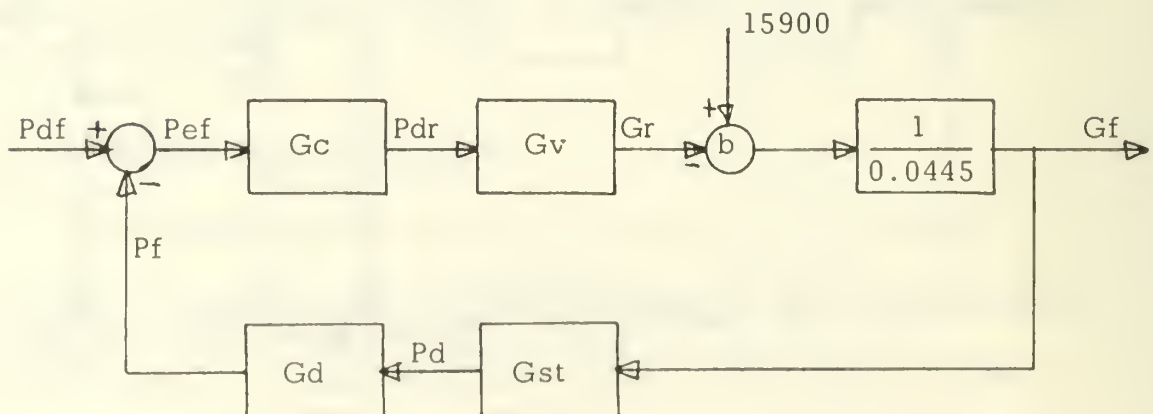 15900
Pdf + Pef Gc Pdr Gv Gr + - b 1 Gf
0.0445
-
Pf
Gd Pd Gst